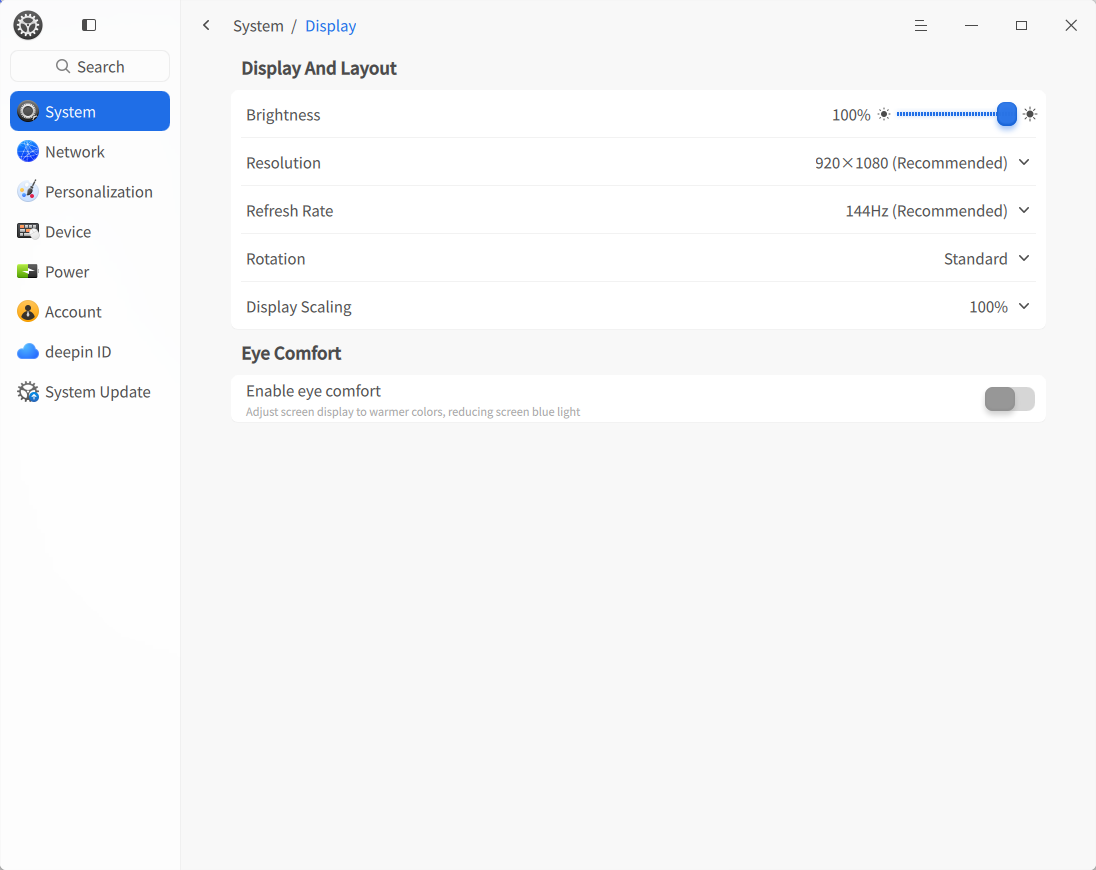 System / Display
Search
System
Network
Personalization
Device
Power
Account
deepin ID
System Update
Display And Layout
Brightness 100%
Resolution 920×1080 (Recommended)
Refresh Rate 144Hz (Recommended)
Rotation Standard
Display Scaling 100%
Eye Comfort
Enable eye comfort
Adjust screen display to warmer colors, reducing screen blue light